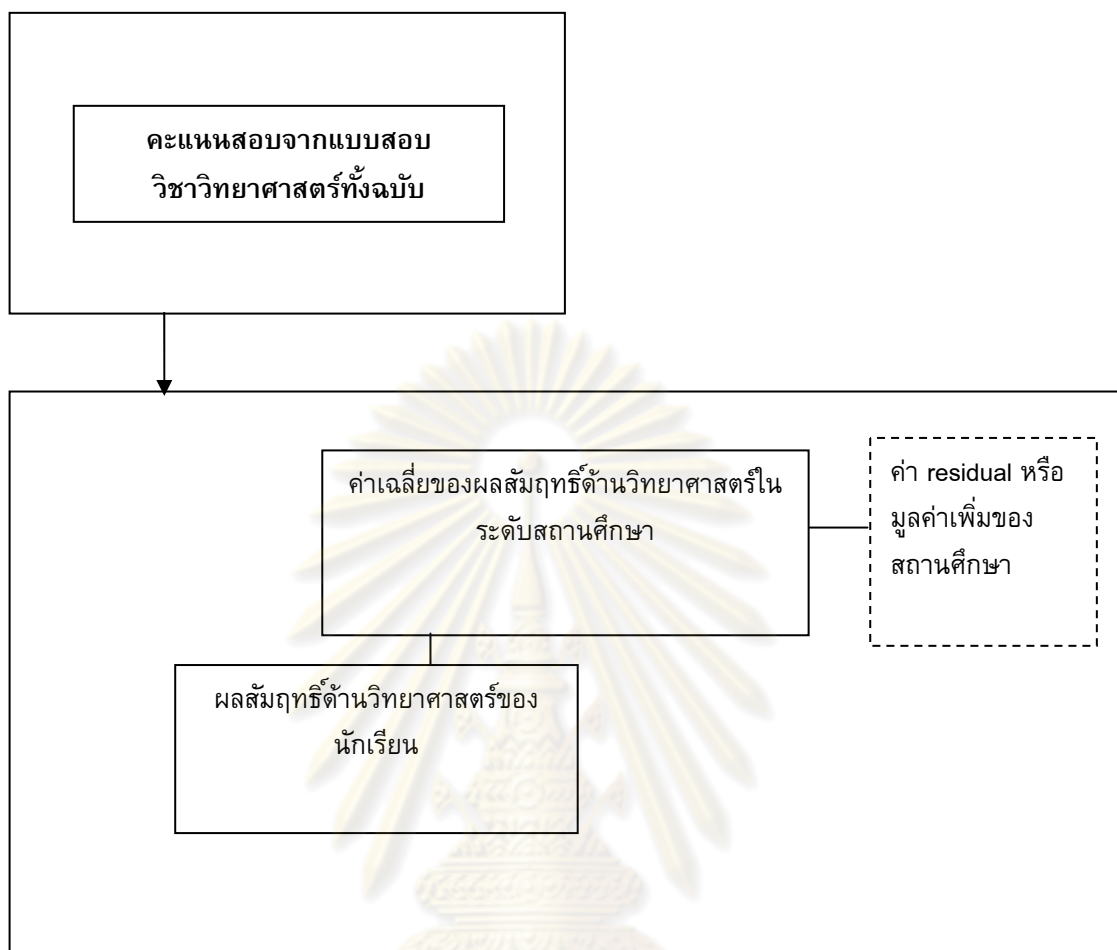 คะแนนสอบจากแบบสอบ
วิชาวิทยาศาสตร์ทั้งฉบับ
ค่าเฉลี่ยของผลสัมฤทธิ์ด้านวิทยาศาสตร์ใน
ระดับสถานศึกษา
ค่า residual หรือ
มูลค่าเพิ่มของ
สถานศึกษา
ผลสัมฤทธิ์ด้านวิทยาศาสตร์ของ
นักเรียน